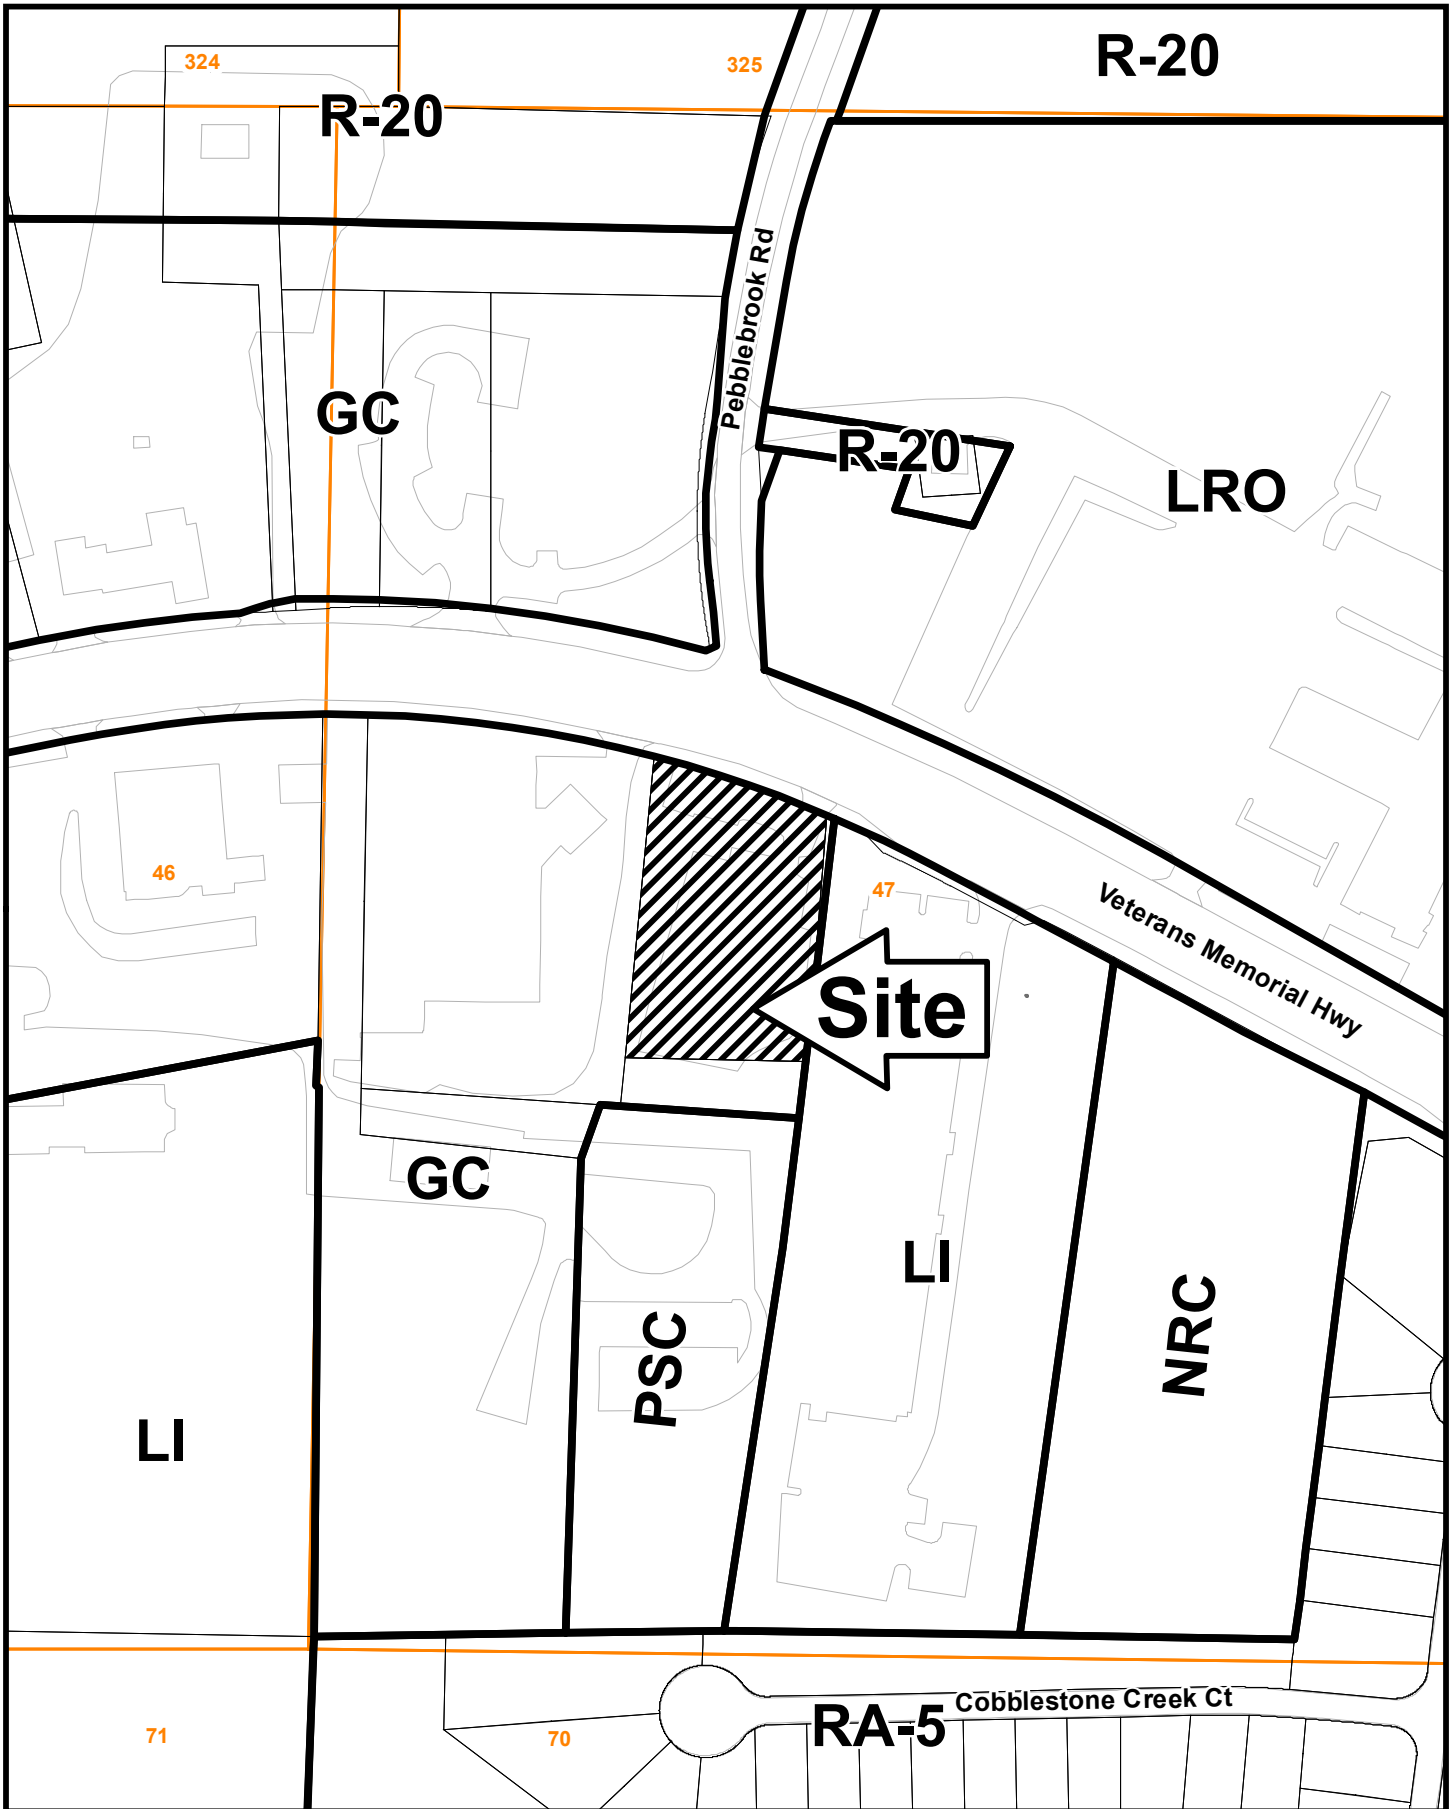 R-20
324
325
R-20
Pebblebrook Rd
GC
R-20
LRO
46
47
Veterans Memorial Hwy
Site
GC
LI
NRC
PSC
LI
Cobblestone Creek Ct
RA-5
71
70